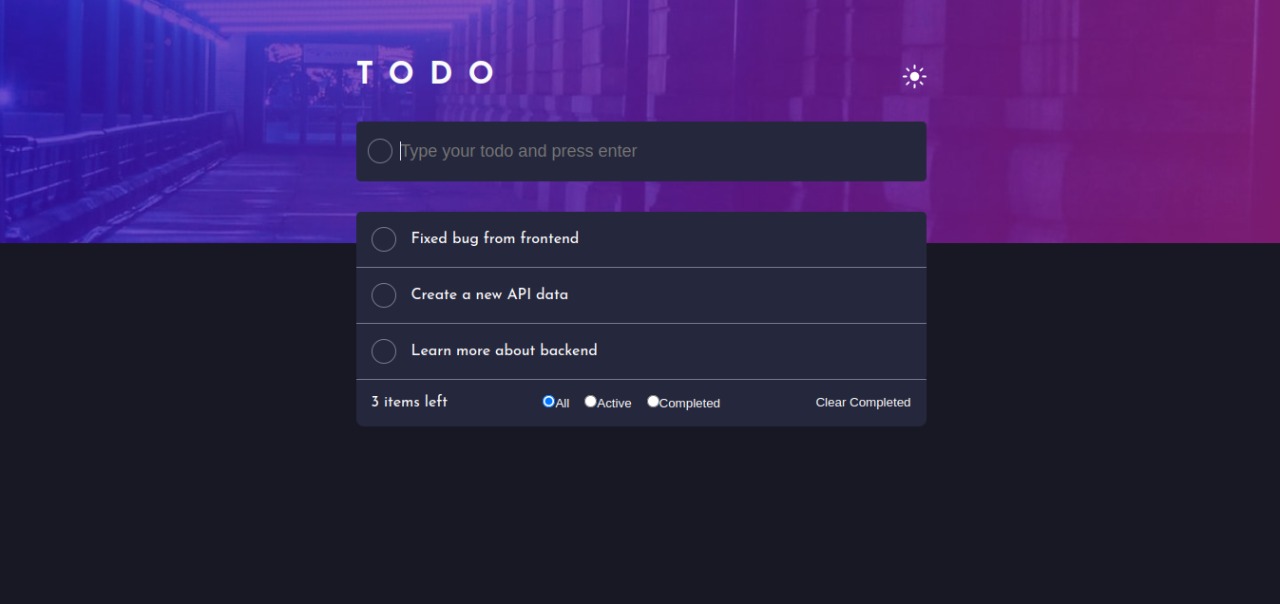 TODO
Type your todo and press enter
Fixed bug from frontend
Create a new API data
Learn more about backend
3 items left All Active Completed Clear Completed